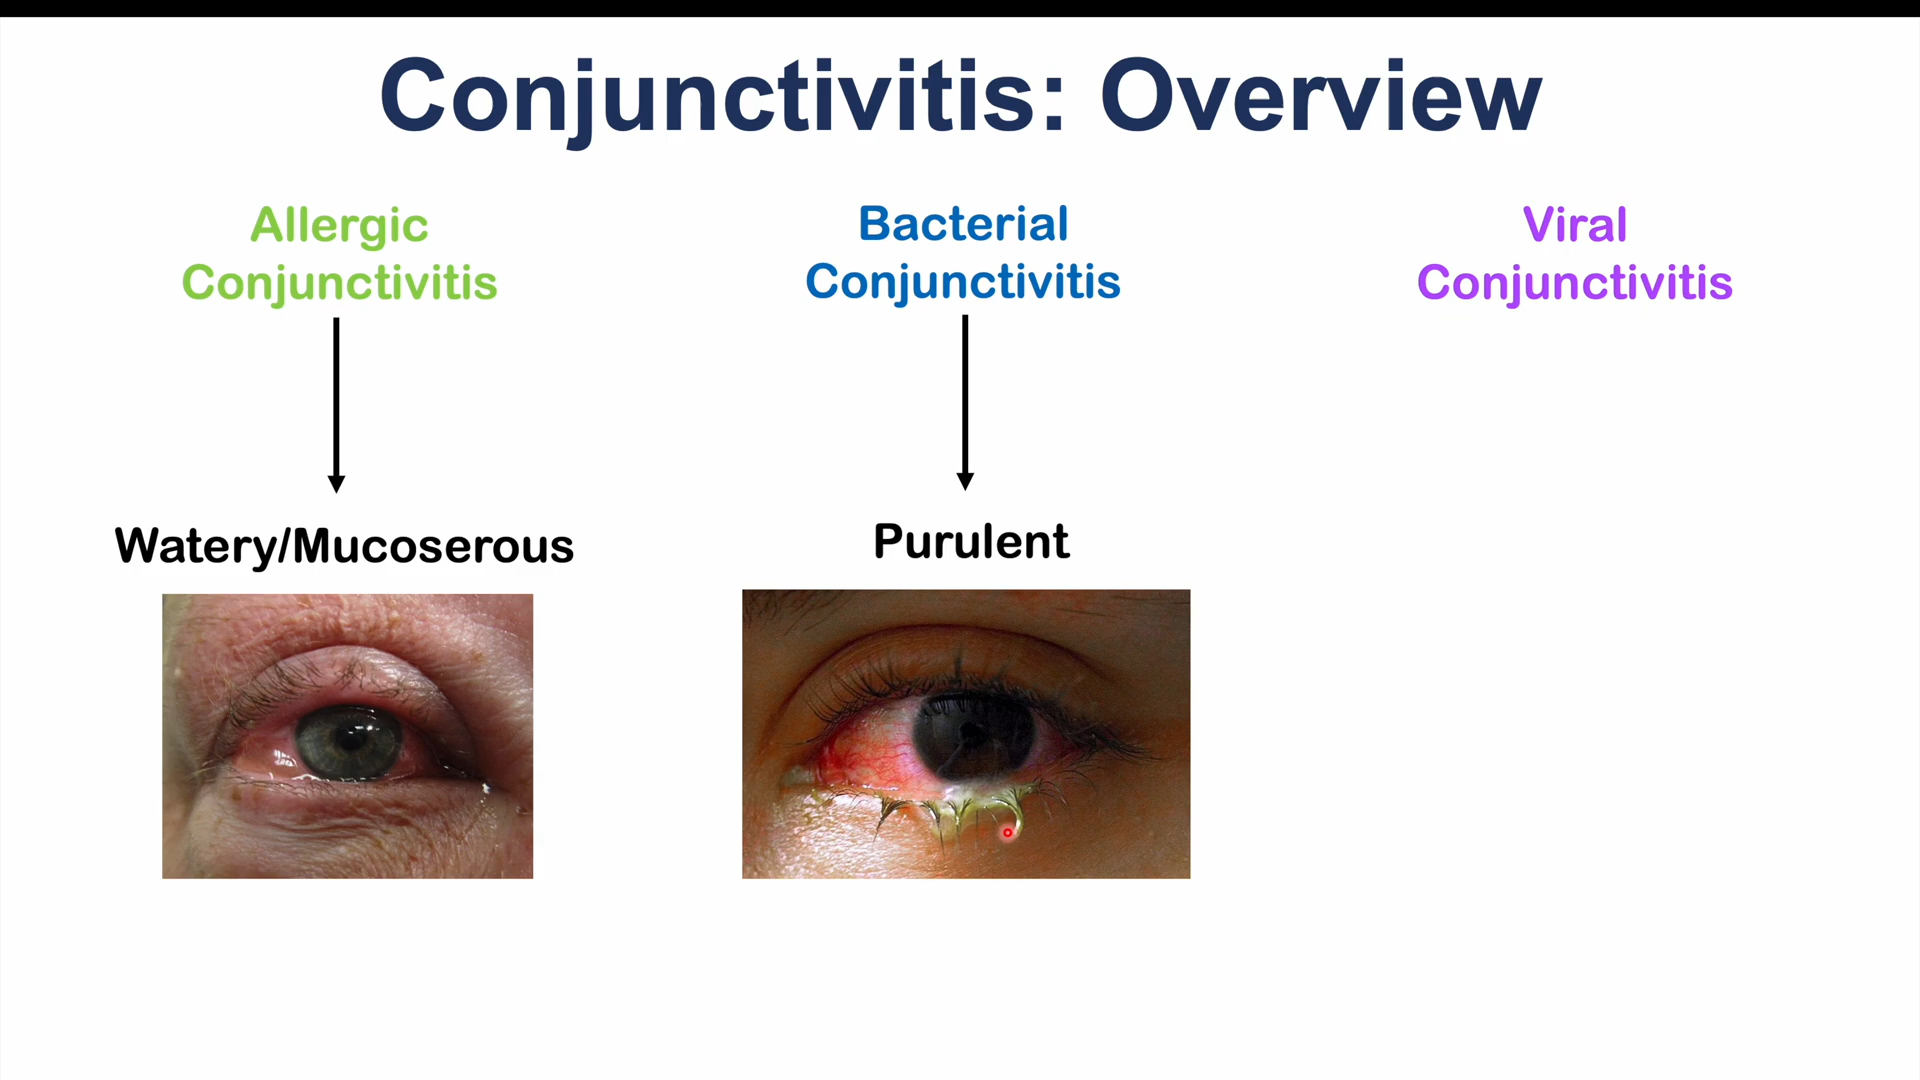 Conjunctivitis: Overview
Allergic
Conjunctivitis
Bacterial
Conjunctivitis
Viral
Conjunctivitis
Watery/Mucoserous
Purulent